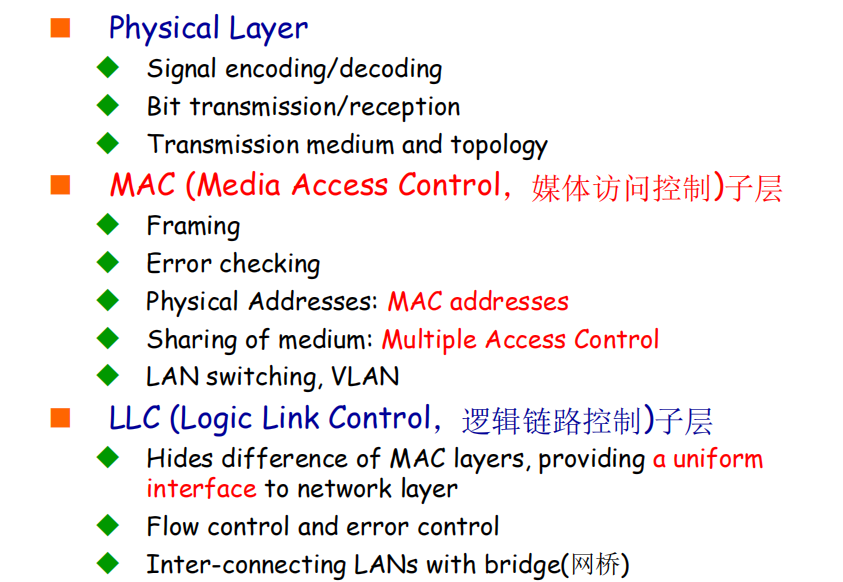 Physical Layer
Signal encoding/decoding
Bit transmission/reception
Transmission medium and topology
MAC (Media Access Control，媒体访问控制)子层
Framing
Error checking
Physical Addresses: MAC addresses
Sharing of medium: Multiple Access Control
LAN switching, VLAN
LLC (Logic Link Control，逻辑链路控制)子层
Hides difference of MAC layers, providing a uniform
interface to network layer
Flow control and error control
Inter-connecting LANs with bridge(网桥)